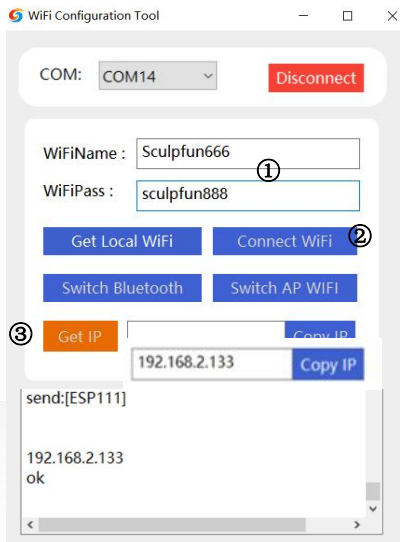 WiFi Configuration Tool
COM: COM14 Disconnect
WiFiName : Sculpfun666
①
WiFiPass : sculpfun888
Get Local WiFi Connect WiFi ②
Switch Bluetooth Switch AP WIFI
③ Get IP Copy IP
192.168.2.133 Copy IP
send:[ESP111]
192.168.2.133
ok